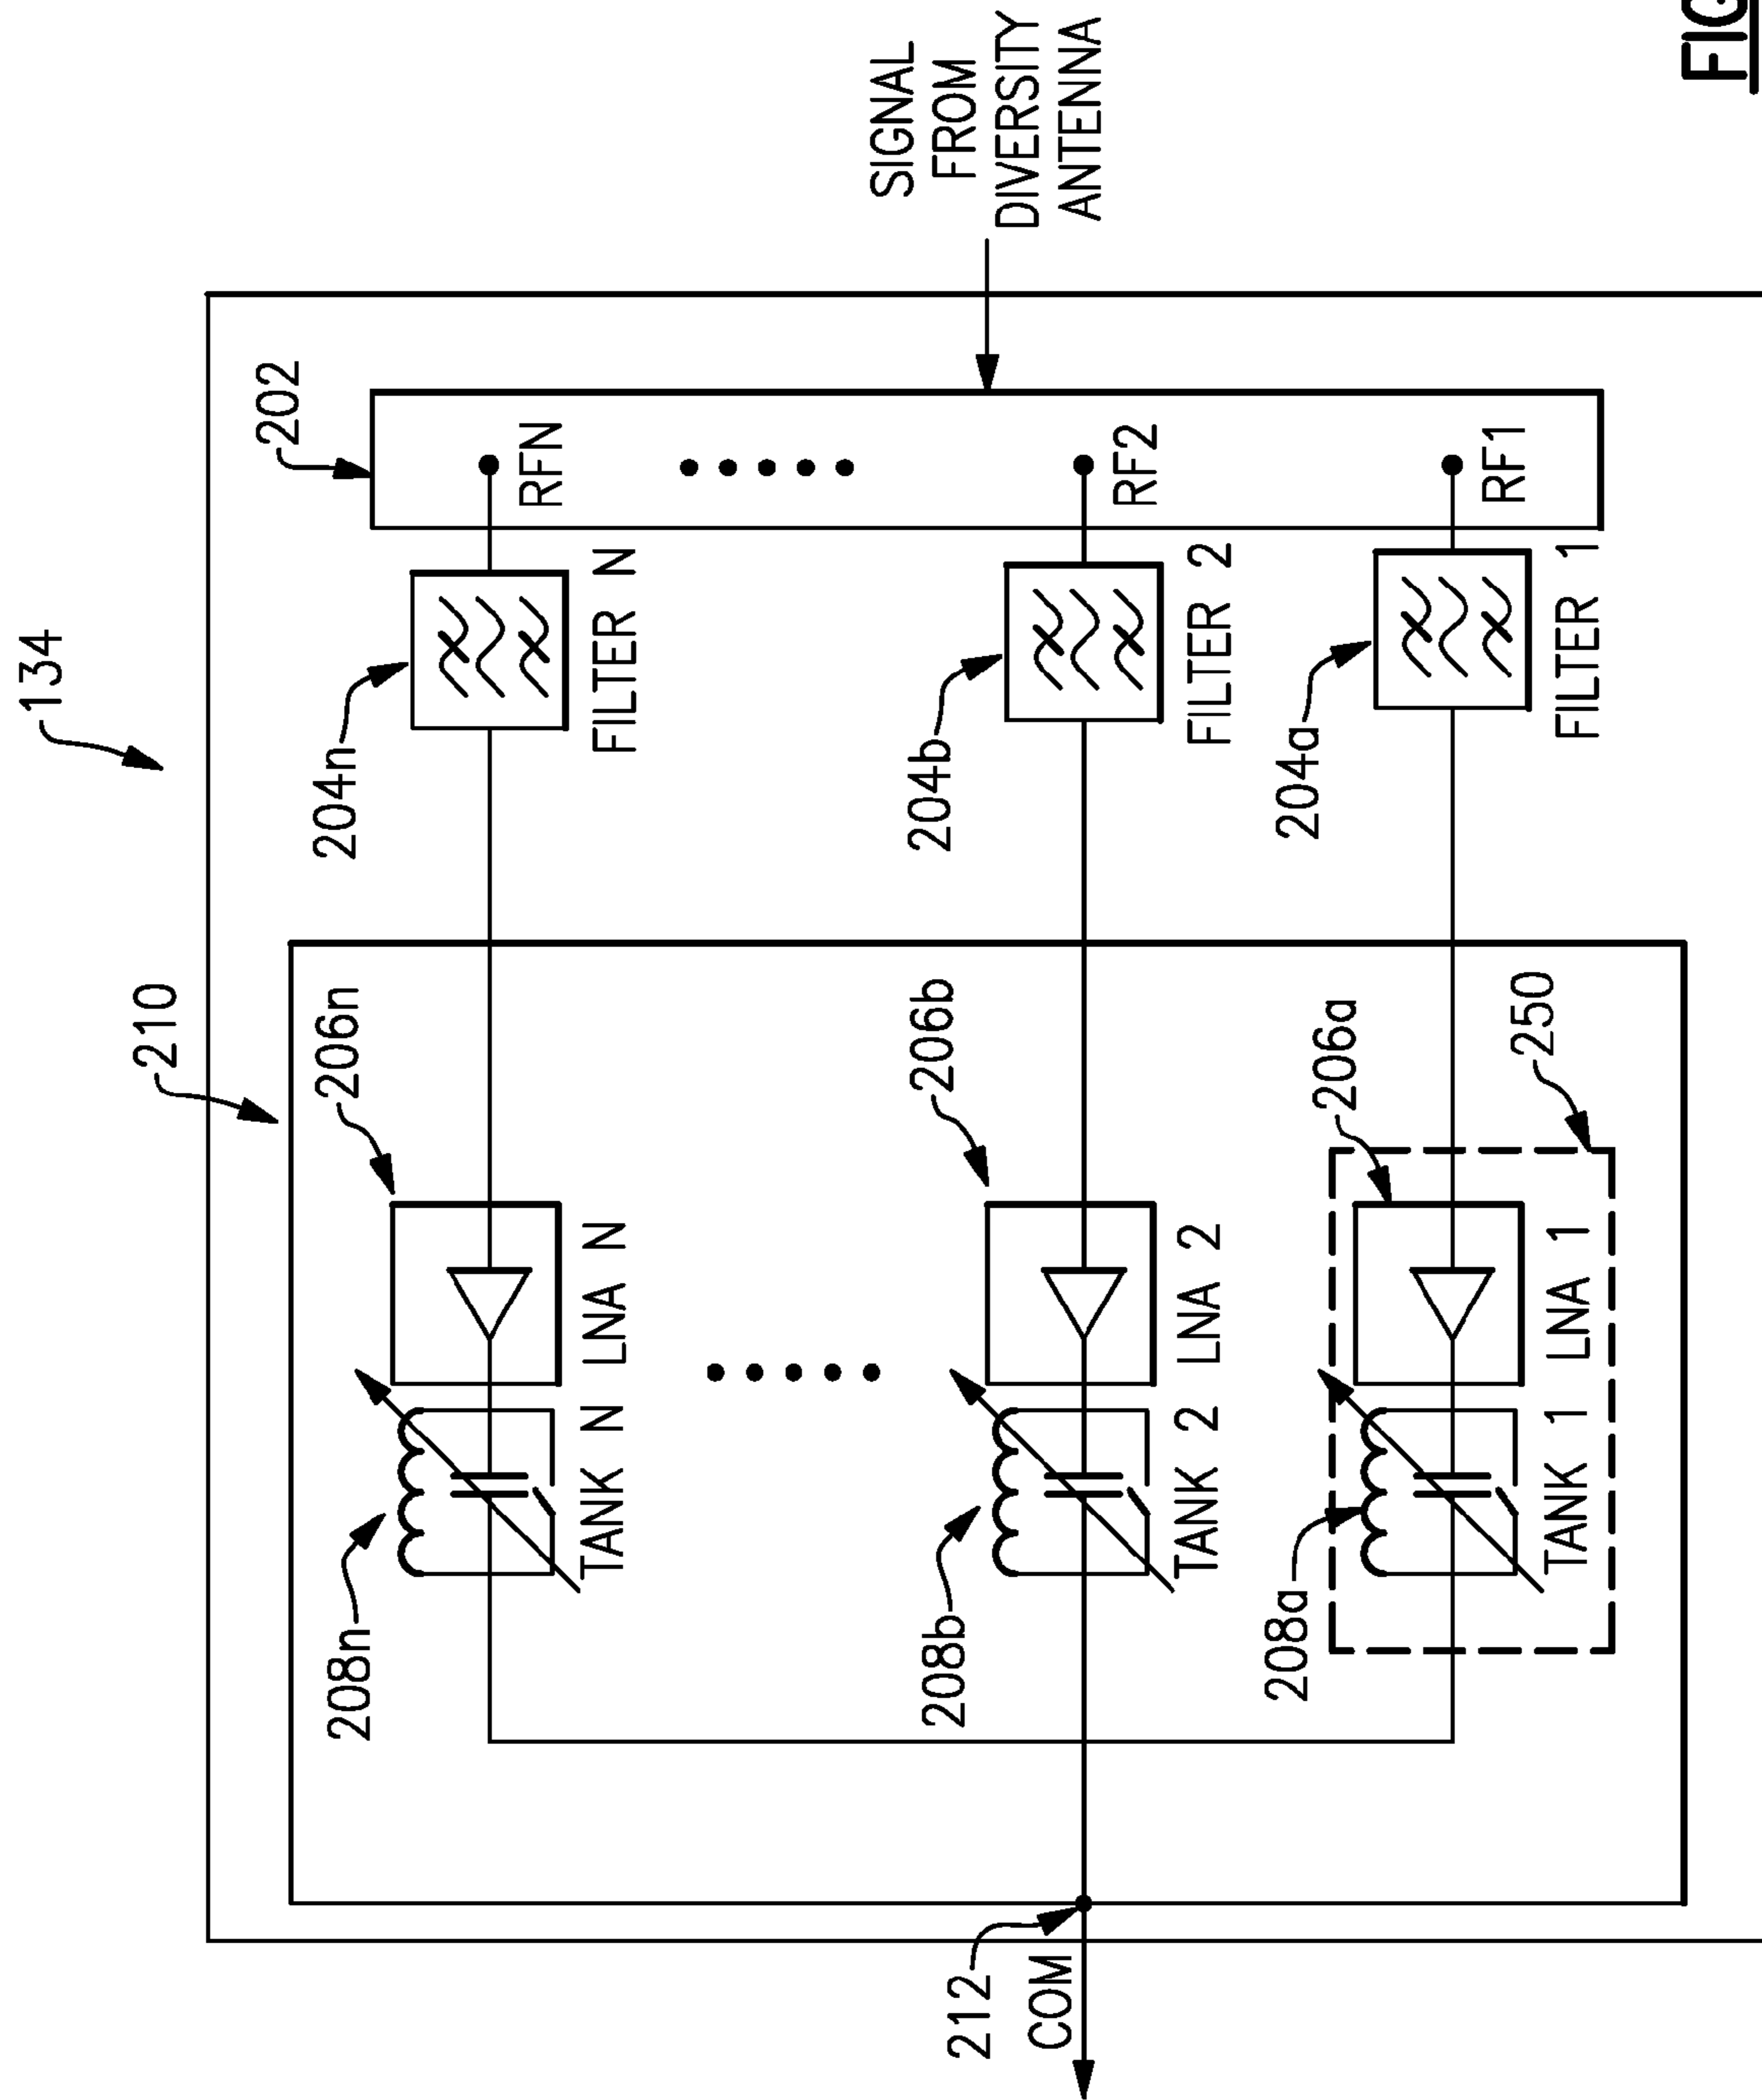 134
210
202
206n
204n
RFN
FILTER N
LNA N
TANK N
208n
SIGNAL
FROM
DIVERSITY
ANTENNA
206b
204b
RF2
FILTER 2
LNA 2
TANK 2
208b
212
COM
206a
204a
RF1
FILTER 1
250
LNA 1
TANK 1
208a
FIG